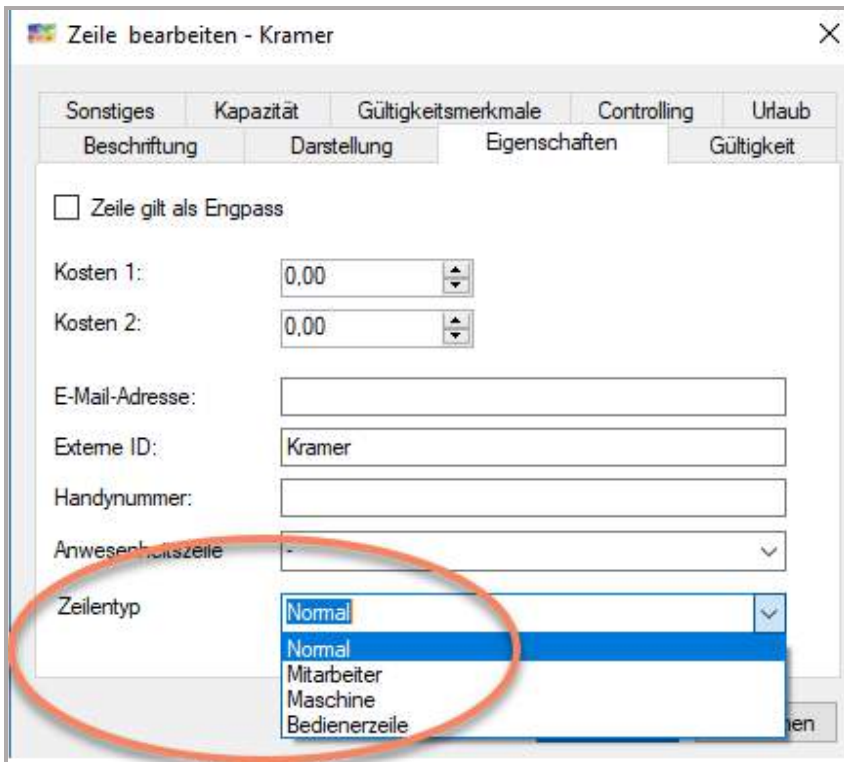 Zeile bearbeiten - Kramer
Sonstiges Kapazität Gültigkeitsmerkmale Controlling Urlaub
Beschriftung Darstellung Eigenschaften Gültigkeit
Zeile gilt als Engpass
Kosten 1: 0,00
Kosten 2: 0,00
E-Mail-Adresse:
Externe ID: Kramer
Handynummer:
Anwesenheitszeile -
Zeilentyp Normal
Normal
Mitarbeiter
Maschine
Bedienerzeile